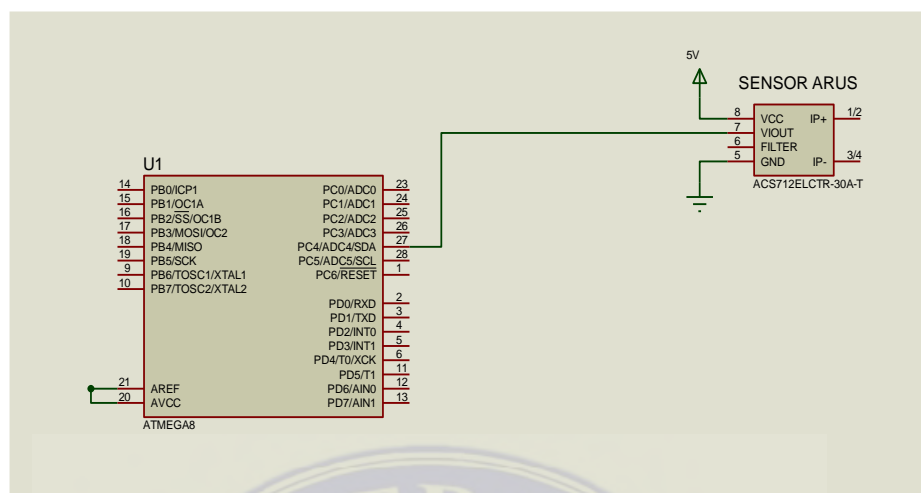 5V
SENSOR ARUS
8 VCC IP+ 1/2
7 VIOUT
6 FILTER
5 GND IP- 3/4
ACS712ELCTR-30A-T
U1
14 PB0/ICP1 PC0/ADC0 23
15 PB1/OC1A PC1/ADC1 24
16 PB2/SS/OC1B PC2/ADC2 25
17 PB3/MOSI/OC2 PC3/ADC3 26
18 PB4/MISO PC4/ADC4/SDA 27
19 PB5/SCK PC5/ADC5/SCL 28
9 PB6/TOSC1/XTAL1 PC6/RESET 1
10 PB7/TOSC2/XTAL2
PD0/RXD 2
PD1/TXD 3
PD2/INT0 4
PD3/INT1 5
PD4/T0/XCK 6
PD5/T1 11
21 AREF PD6/AIN0 12
20 AVCC PD7/AIN1 13
ATMEGA8